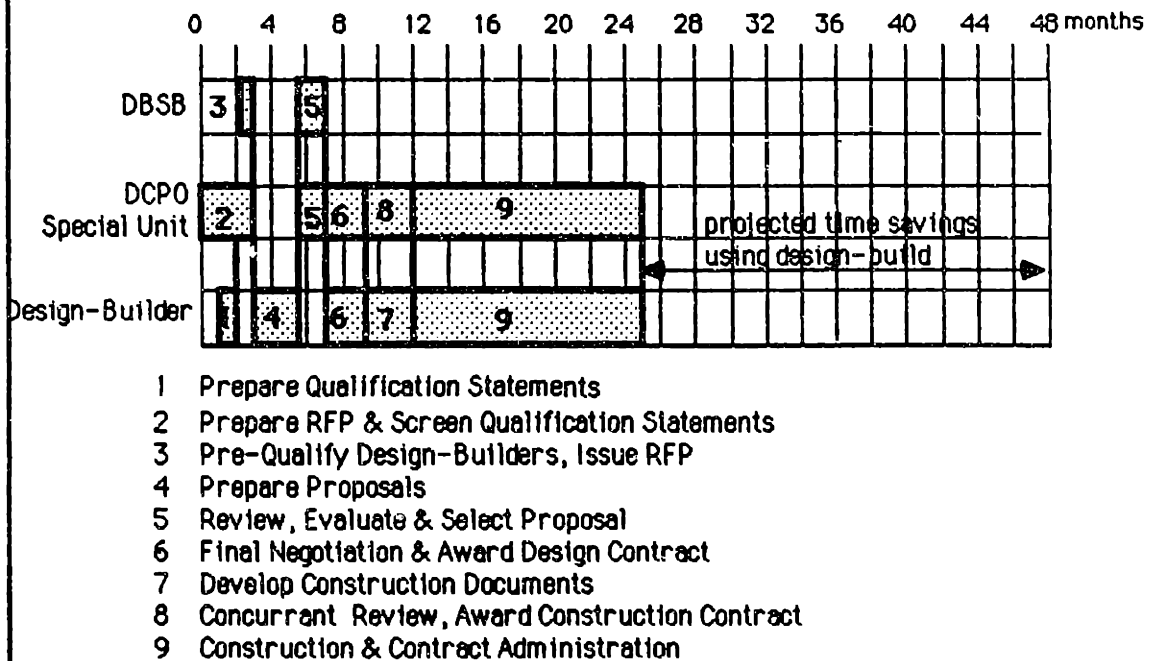 0 4 8 12 16 20 24 28 32 36 40 44 48 months
DBSB 3 5
DCPO
Special Unit 2 5 6 8 9
projected time savings
using design-build
Design-Builder 1 4 6 7 9
1 Prepare Qualification Statements
2 Prepare RFP & Screen Qualification Statements
3 Pre-Qualify Design-Builders, Issue RFP
4 Prepare Proposals
5 Review, Evaluate & Select Proposal
6 Final Negotiation & Award Design Contract
7 Develop Construction Documents
8 Concurrant Review, Award Construction Contract
9 Construction & Contract Administration